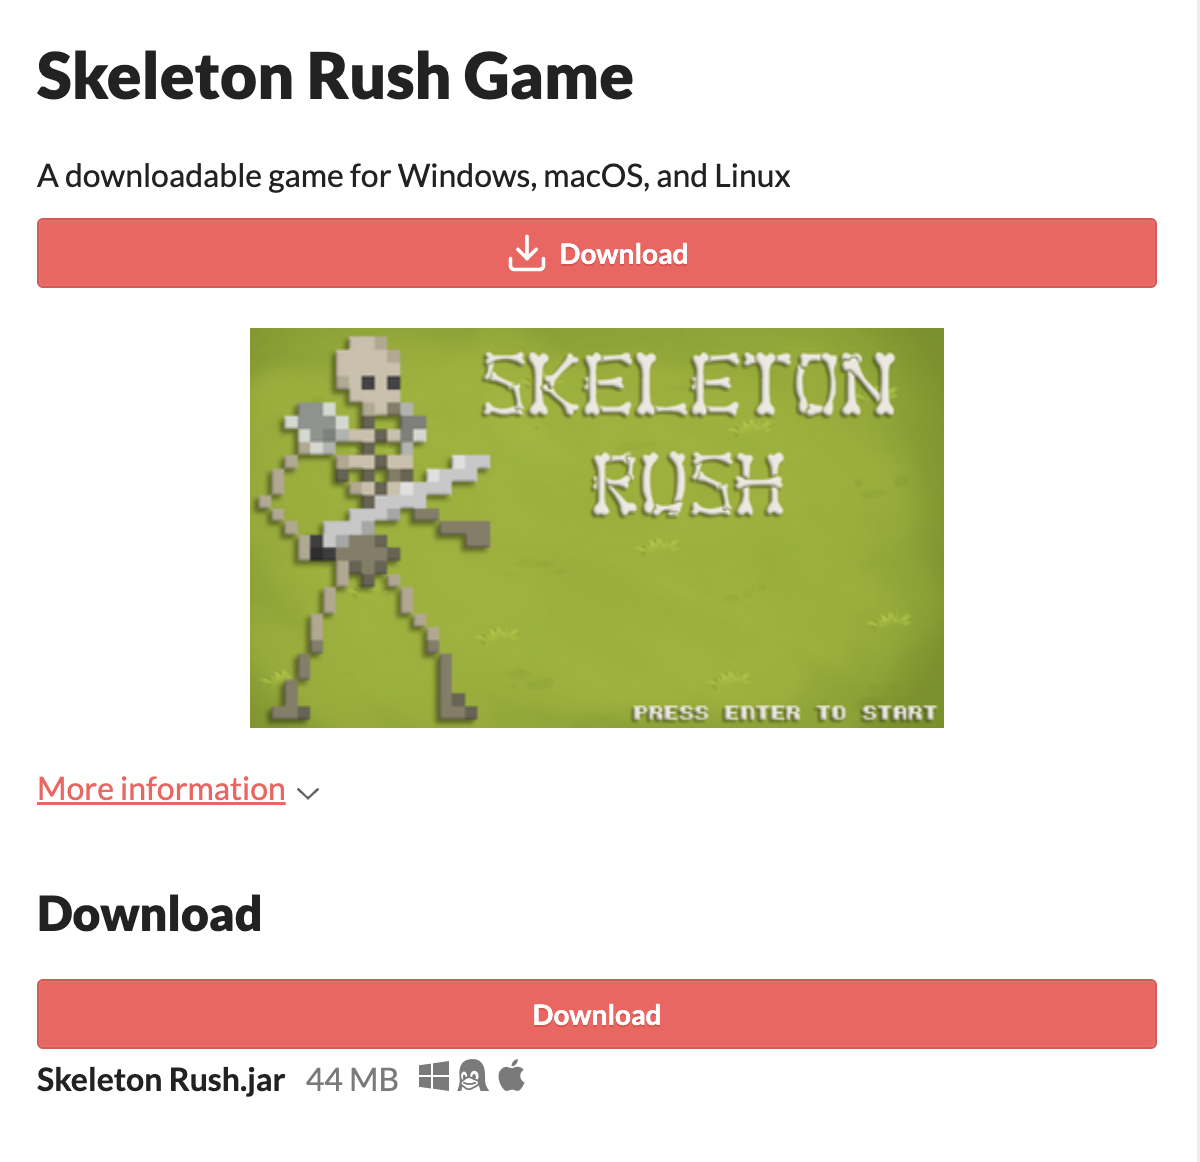 Skeleton Rush Game
A downloadable game for Windows, macOS, and Linux
Download
SKELETON
RUSH
PRESS ENTER TO START
More information
Download
Download
Skeleton Rush.jar 44 MB